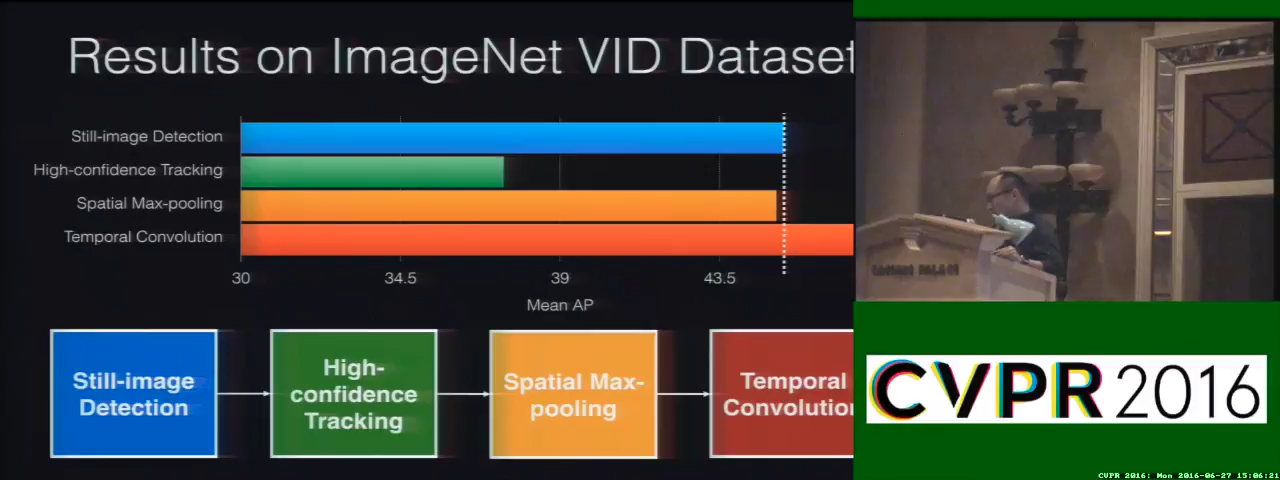 Results on ImageNet VID Dataset
Still-image Detection
High-confidence Tracking
Spatial Max-pooling
Temporal Convolution
30
34.5
39
43.5
Mean AP
Still-image
Detection
High-
confidence
Tracking
Spatial Max-
pooling
Temporal
Convolution
CAESARS PALACE
CVPR 2016
CVPR 2016: Mon 2016-06-27 15:06:21